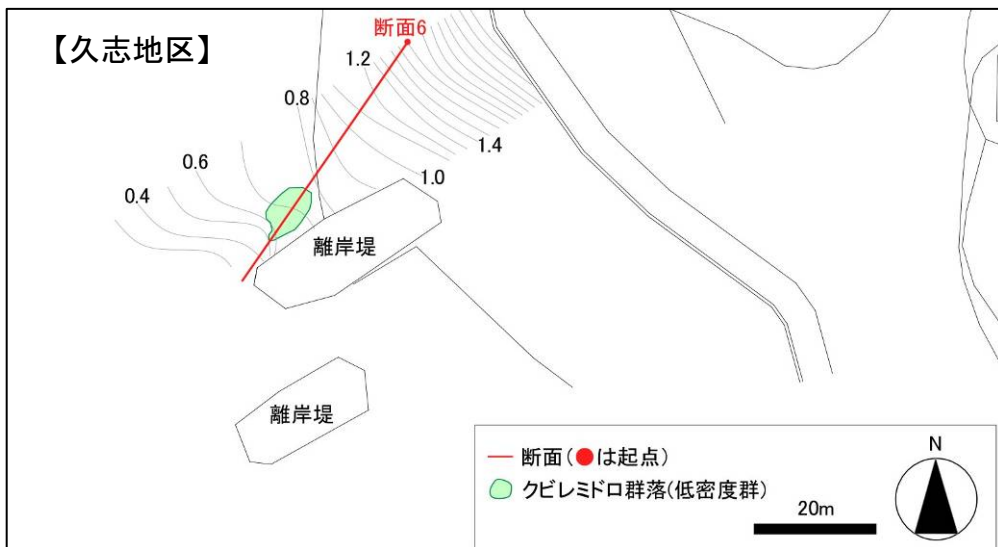 【久志地区】
断面6
1.2
0.8
1.4
0.6
1.0
0.4
離岸堤
離岸堤
断面(●は起点)
クビレミドロ群落(低密度群)
N
20m